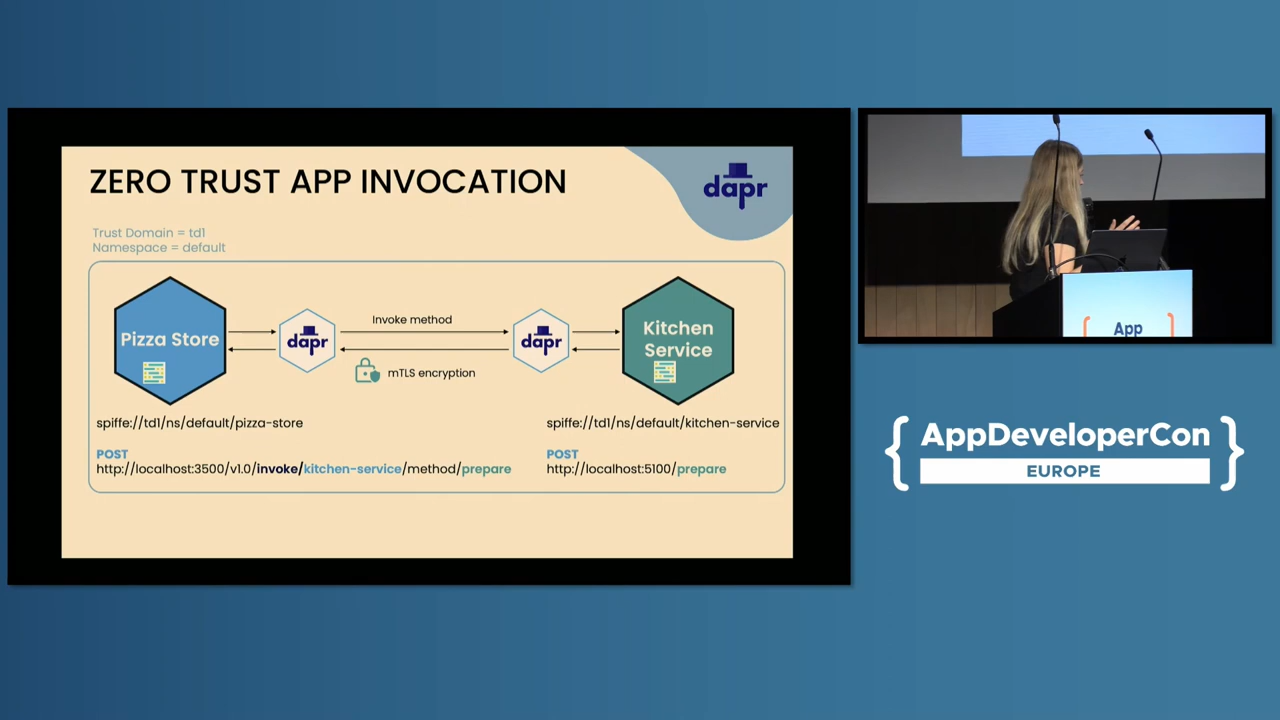 ZERO TRUST APP INVOCATION
dapr
Trust Domain = td1
Namespace = default
Pizza Store
dapr
Invoke method
mTLS encryption
dapr
Kitchen
Service
spiffe://td1/ns/default/pizza-store
spiffe://td1/ns/default/kitchen-service
POST
http://localhost:3500/v1.0/invoke/kitchen-service/method/prepare
POST
http://localhost:5100/prepare
App
{ AppDeveloperCon }
EUROPE